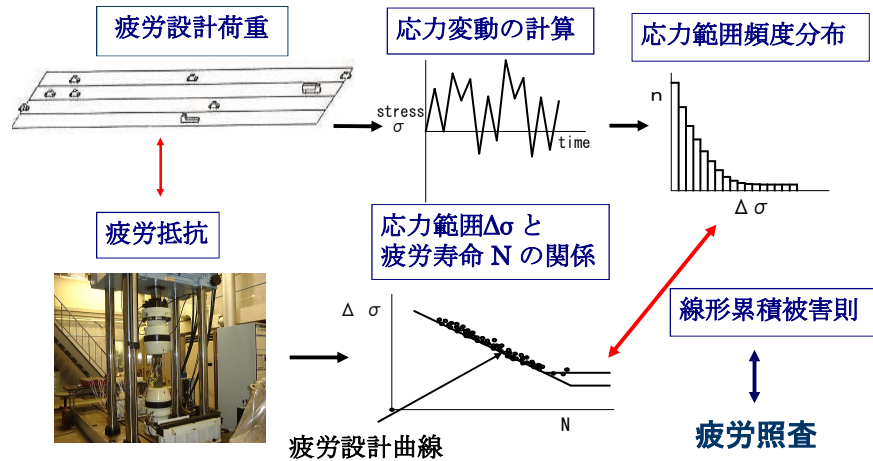 疲労設計荷重
応力変動の計算
応力範囲頻度分布
stress
σ
time
n
Δσ
疲労抵抗
応力範囲Δσ と
疲労寿命 N の関係
Δ σ
N
疲労設計曲線
線形累積被害則
疲労照査